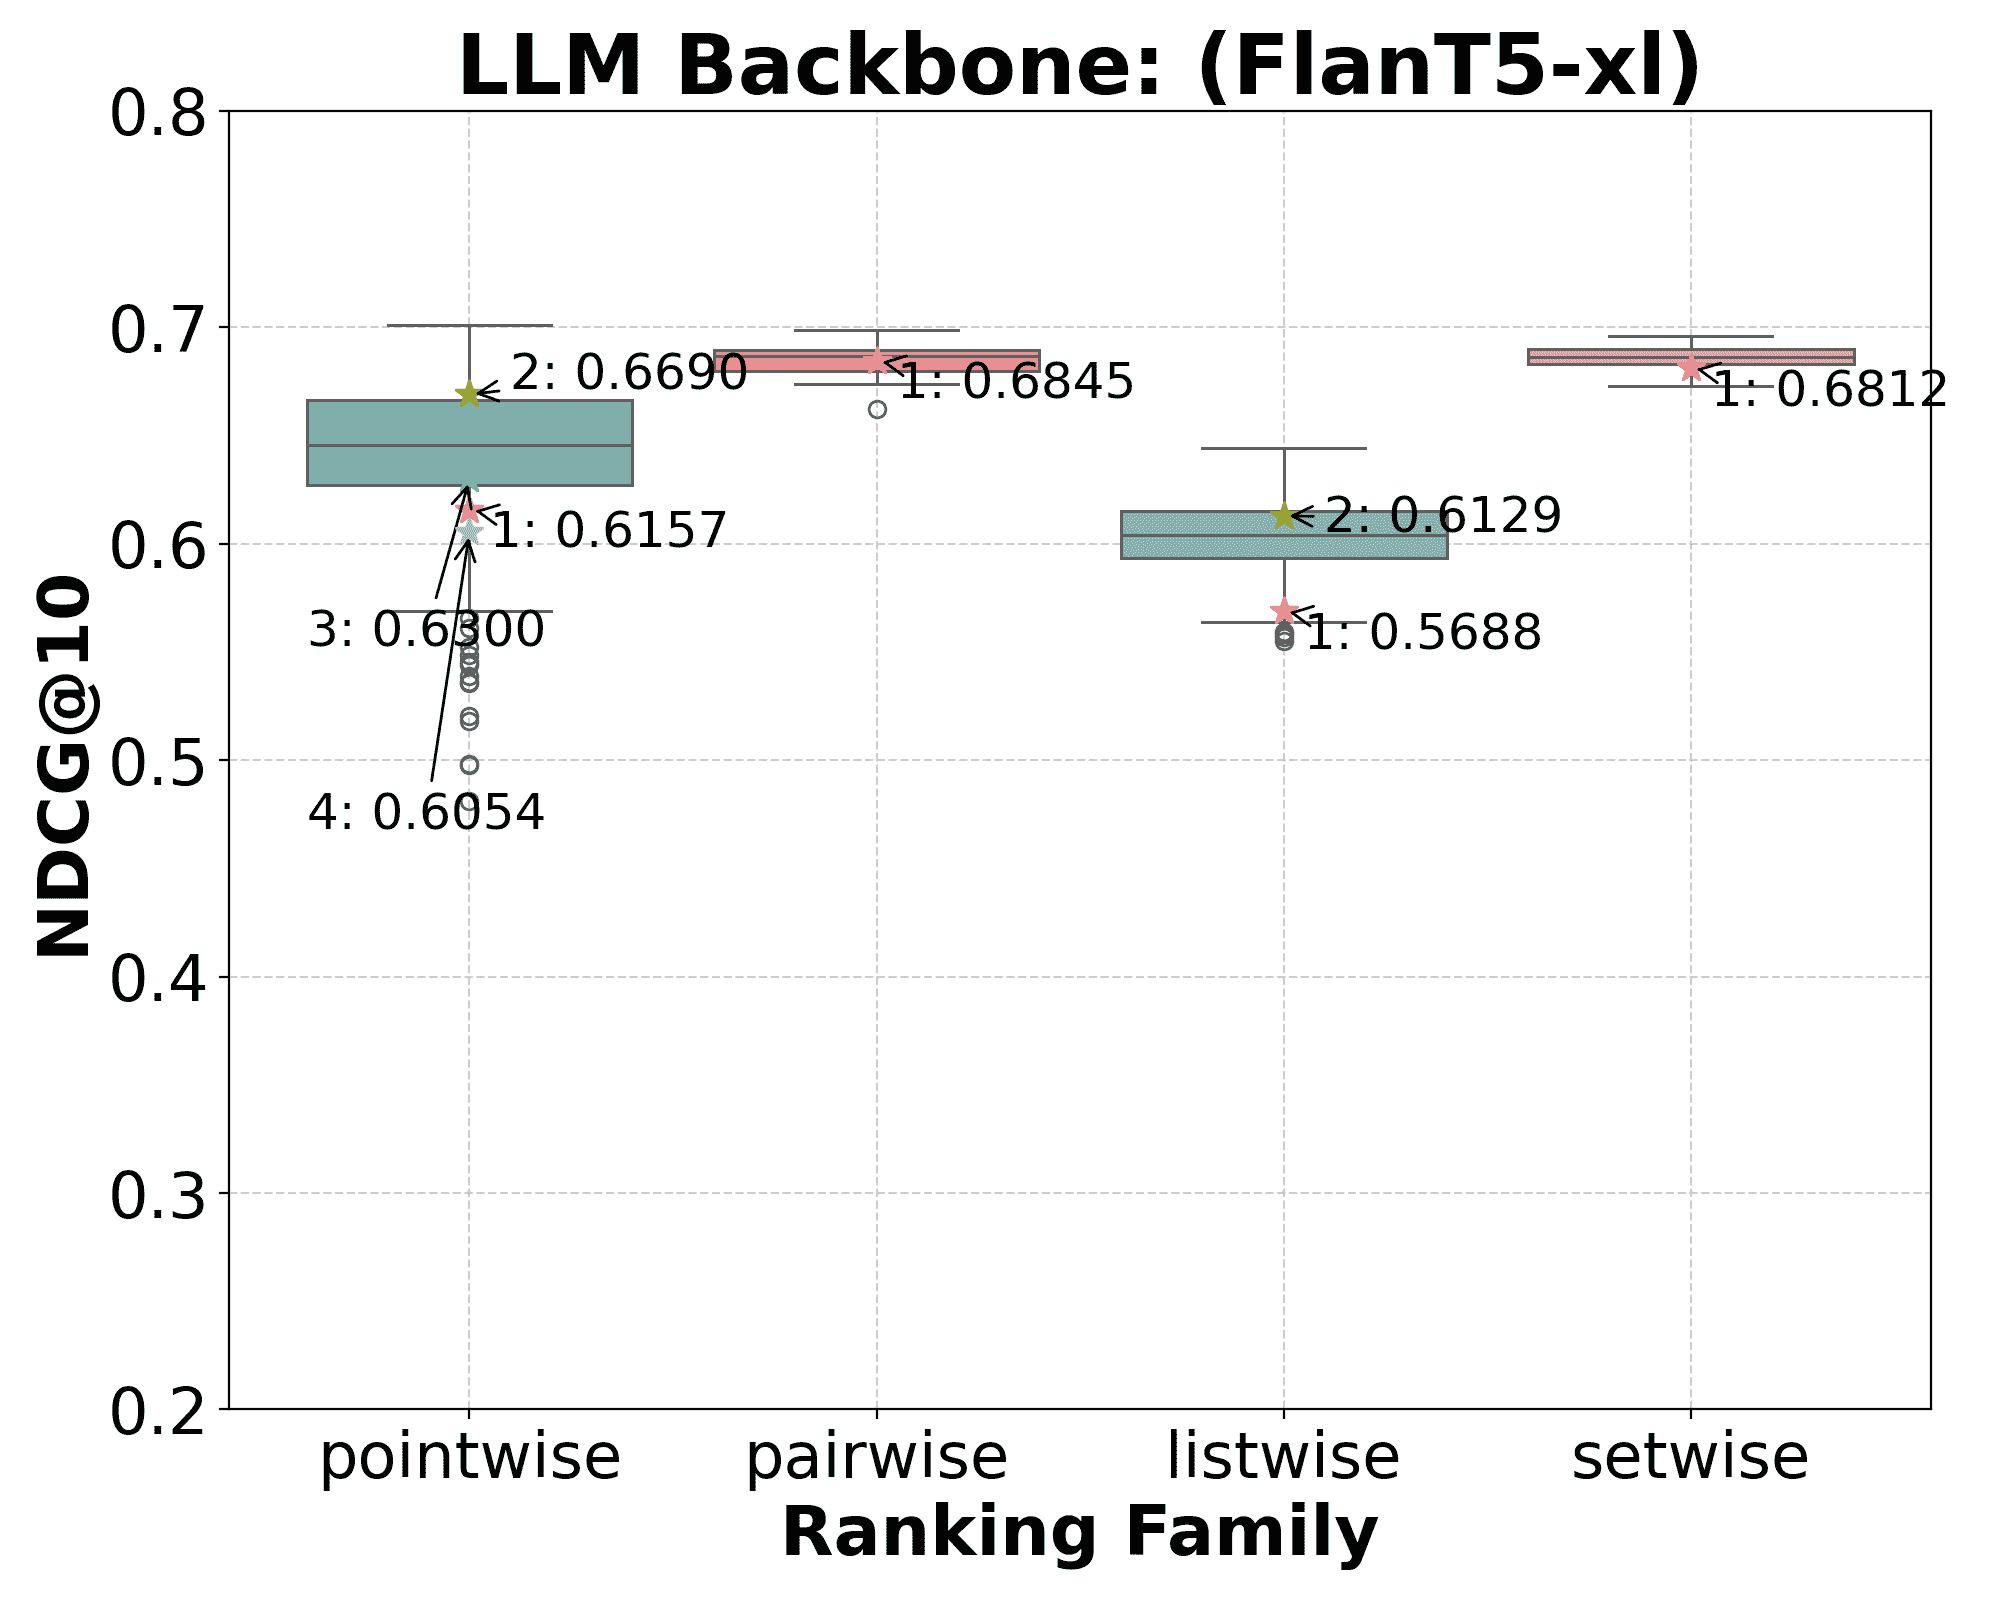 LLM Backbone: (FlanT5-xl)
0.8
0.7
0.6
0.5
0.4
0.3
0.2
NDCG@10
2: 0.6690
1: 0.6157
3: 0.6300
4: 0.6054
1: 0.6845
2: 0.6129
1: 0.5688
1: 0.6812
pointwise
pairwise
listwise
setwise
Ranking Family